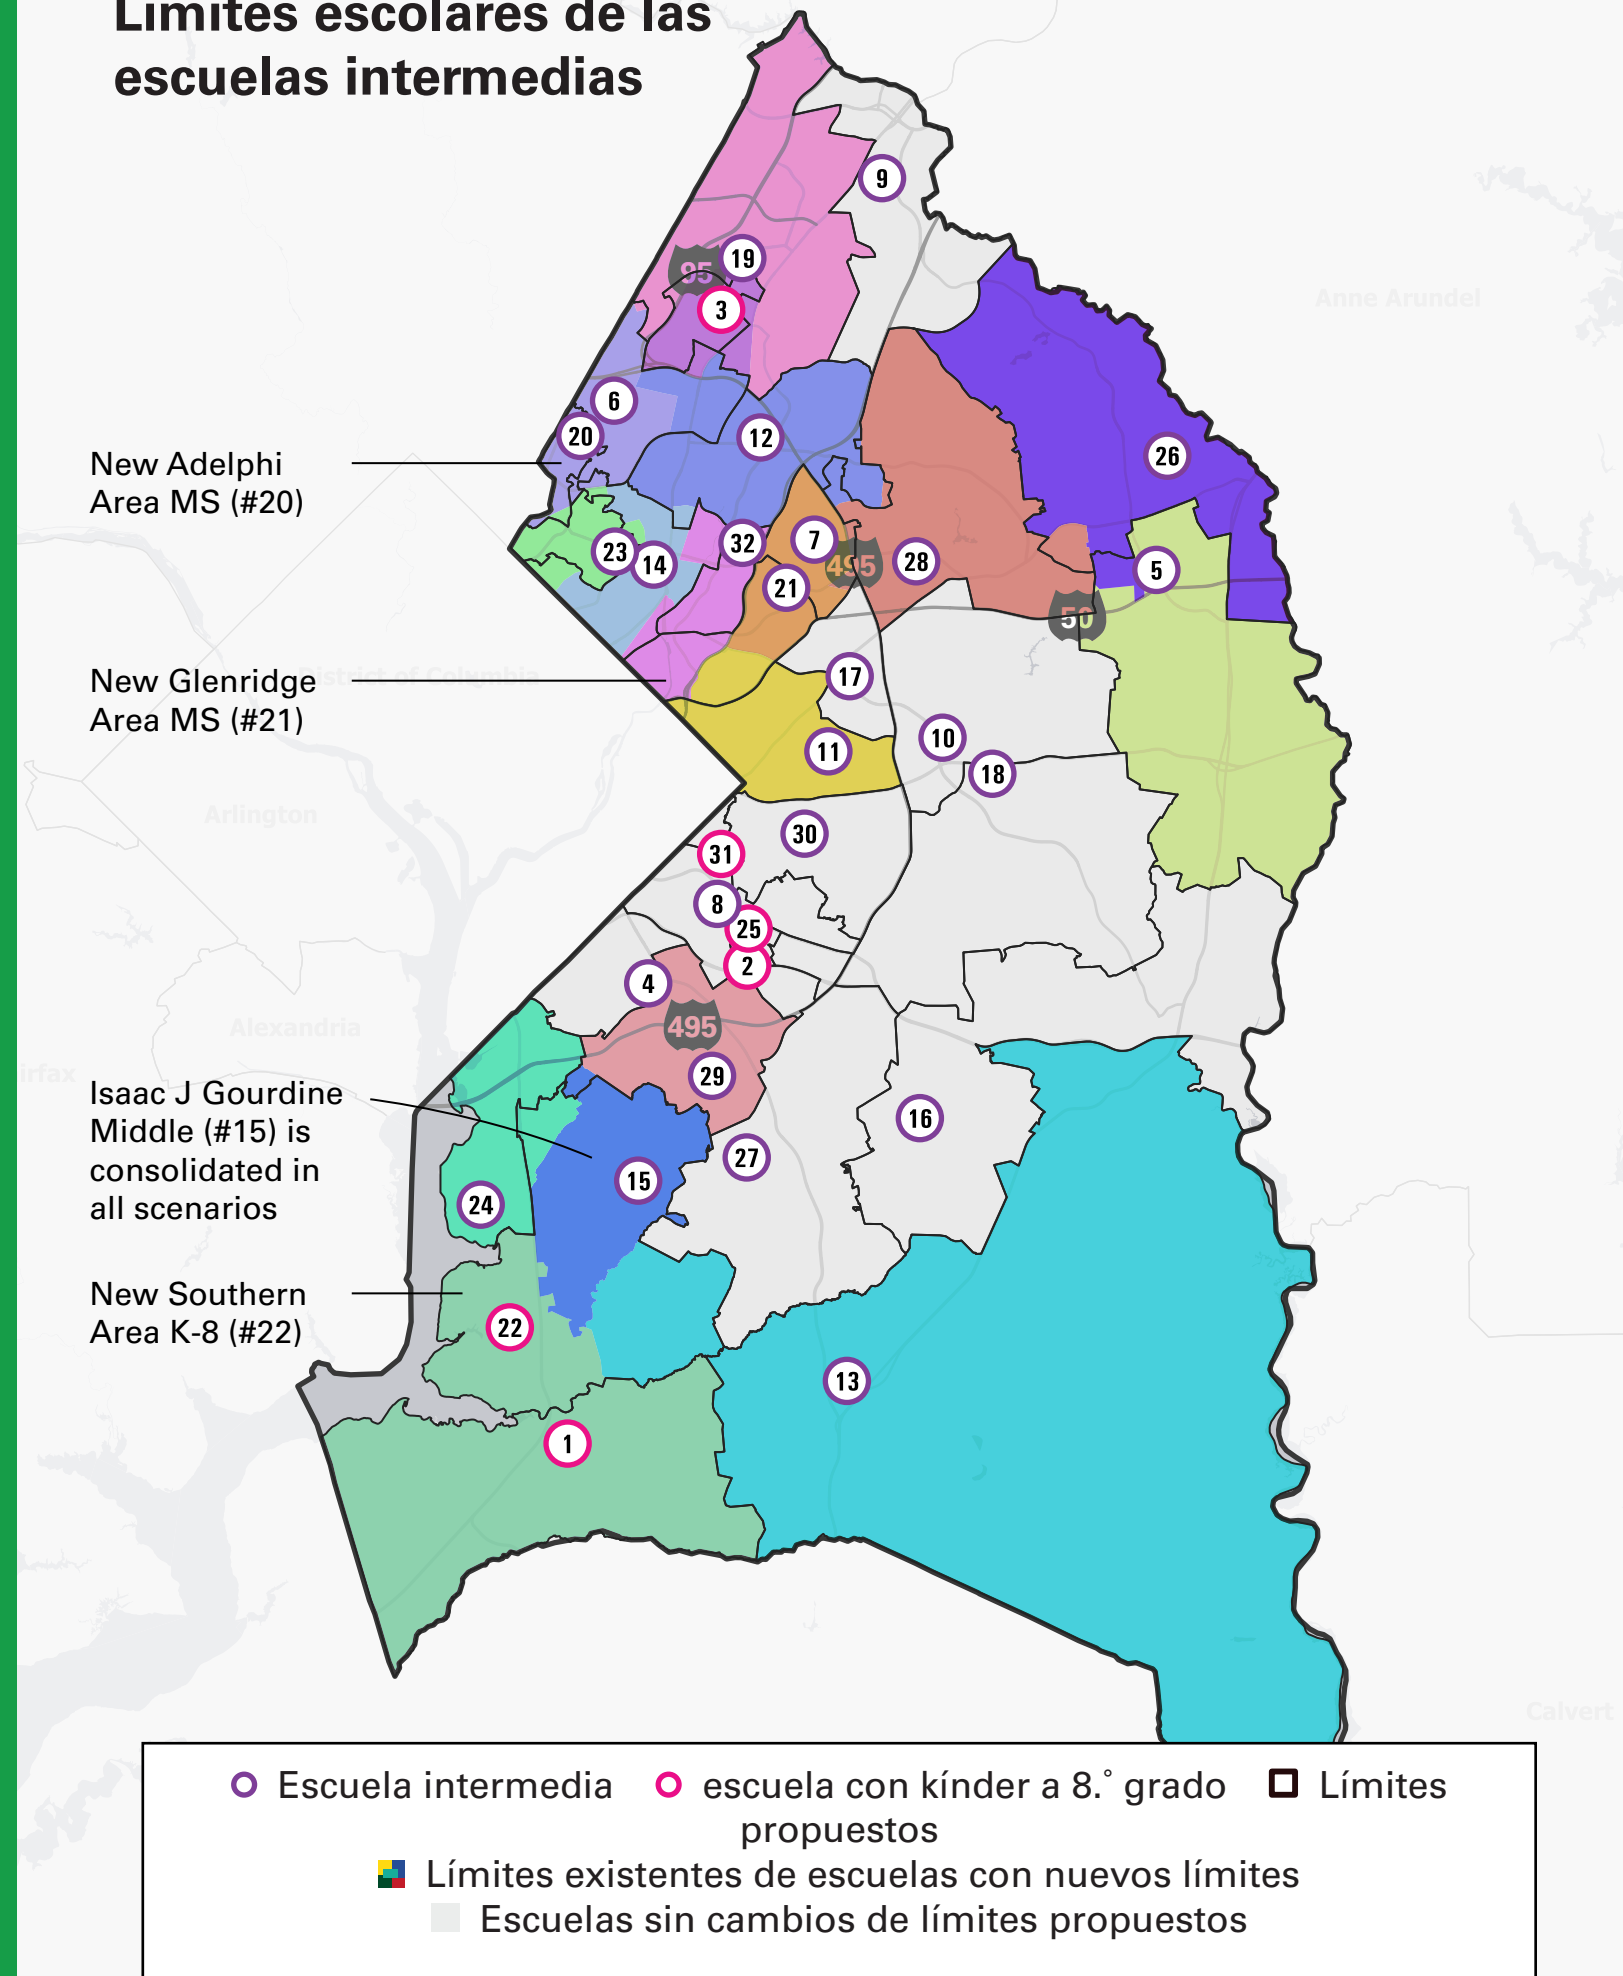 Límites escolares de las
escuelas intermedias
9
19
95
3
Anne Arundel
6
20
12
26
New Adelphi
Area MS (#20)
23
14
32
7
495
28
5
21
50
New Glenridge
Area MS (#21)
District of Columbia
17
11
10
18
Arlington
30
31
8
25
2
4
Alexandria
495
irfax
29
Isaac J Gourdine
Middle (#15) is
consolidated in
all scenarios
16
27
15
24
New Southern
Area K-8 (#22)
22
13
1
Calvert
Escuela intermedia escuela con kínder a 8.° grado Límites
propuestos
Límites existentes de escuelas con nuevos límites
Escuelas sin cambios de límites propuestos